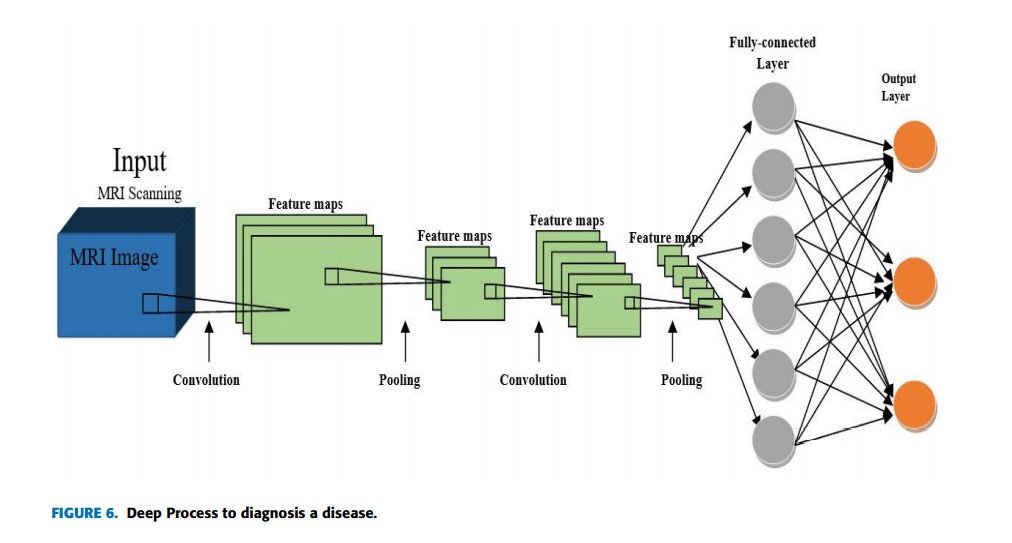 Fully-connected
Layer
Output
Layer
Input
MRI Scanning
MRI Image
Feature maps
Feature maps
Feature maps
Feature maps
Convolution
Pooling
Convolution
Pooling
FIGURE 6. Deep Process to diagnosis a disease.